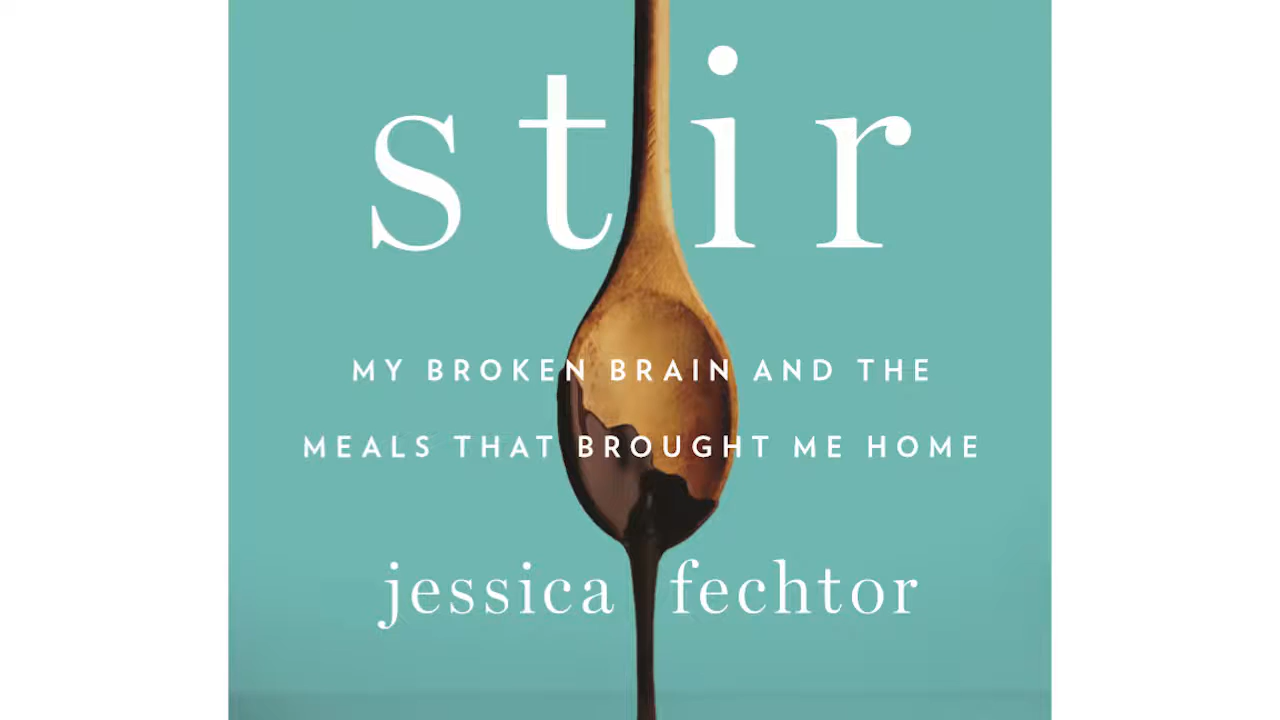 stir
MY BROKEN BRAIN AND THE
MEALS THAT BROUGHT ME HOME
jessica fechtor